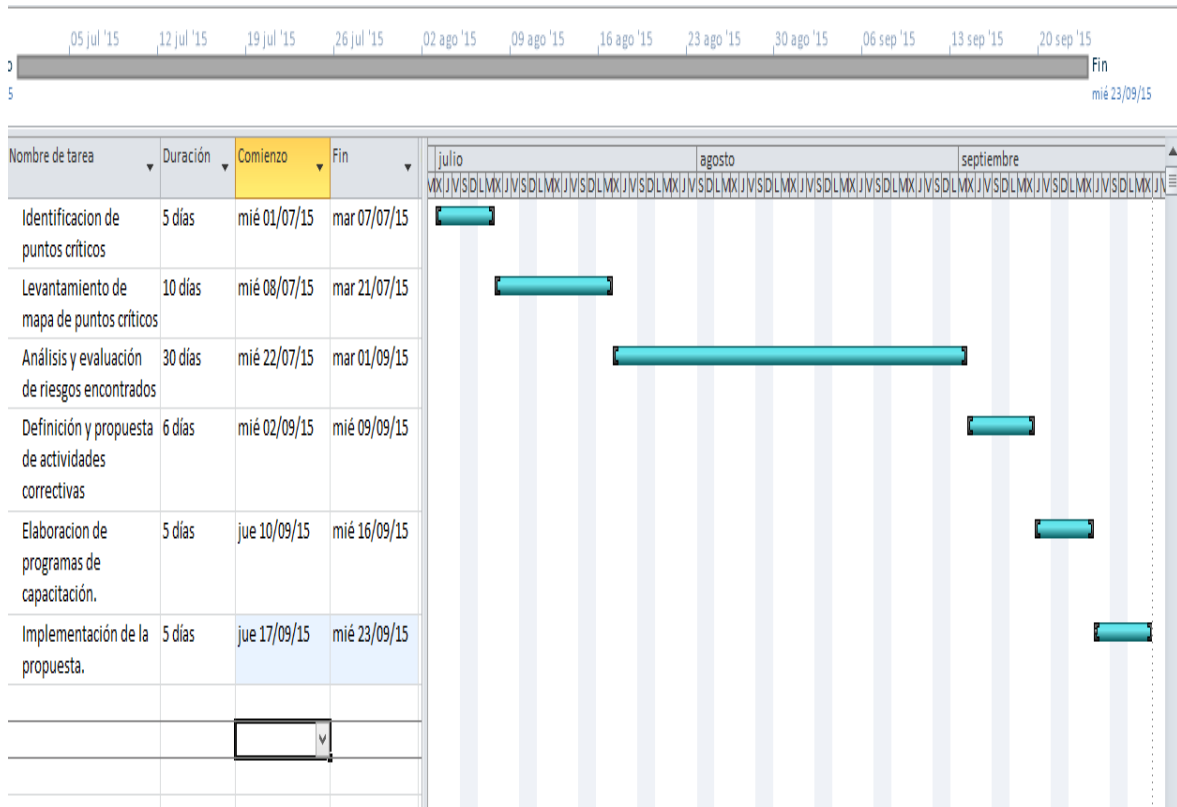 05 jul '15 12 jul '15 19 jul '15 26 jul '15 02 ago '15 09 ago '15 16 ago '15 23 ago '15 30 ago '15 06 sep '15 13 sep '15 20 sep '15
o Fin
5 mié 23/09/15
Nombre de tarea Duración Comienzo Fin julio agosto septiembre
Identificacion de 5 días mié 01/07/15 mar 07/07/15
puntos críticos
Levantamiento de 10 días mié 08/07/15 mar 21/07/15
mapa de puntos críticos
Análisis y evaluación 30 días mié 22/07/15 mar 01/09/15
de riesgos encontrados
Definición y propuesta 6 días mié 02/09/15 mié 09/09/15
de actividades
correctivas
Elaboracion de 5 días jue 10/09/15 mié 16/09/15
programas de
capacitación.
Implementación de la 5 días jue 17/09/15 mié 23/09/15
propuesta.